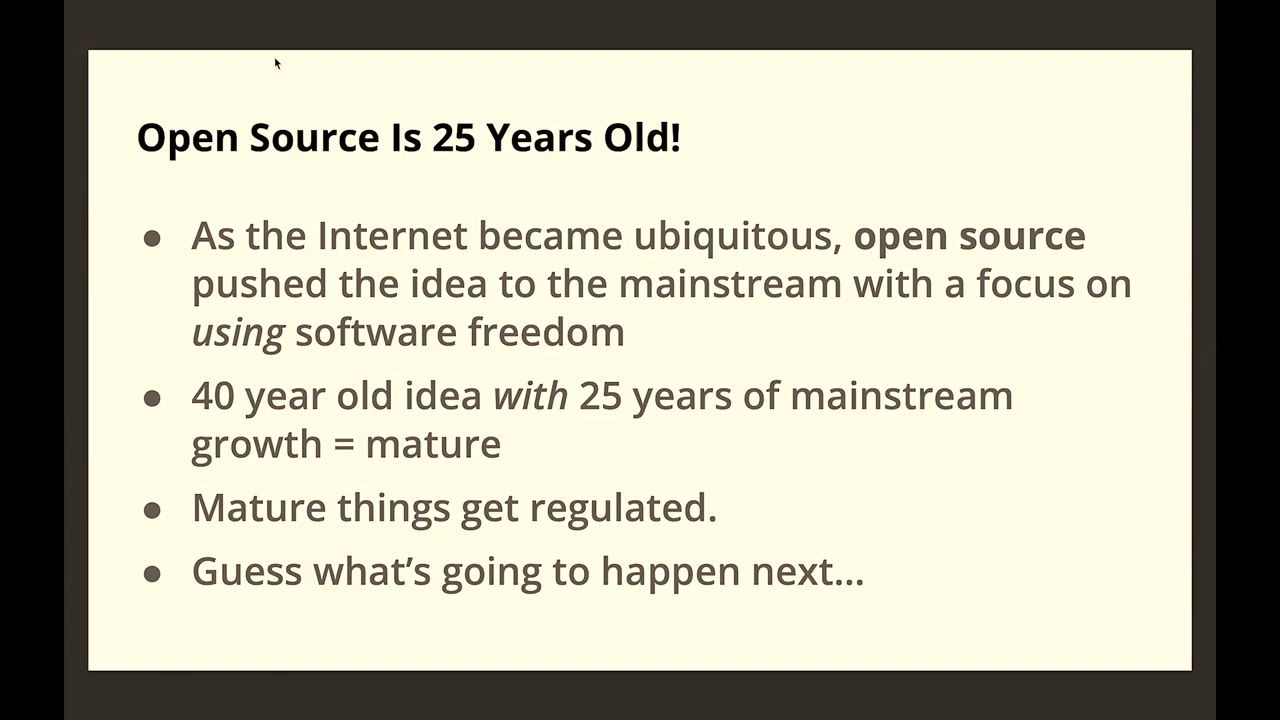 Open Source Is 25 Years Old!
● As the Internet became ubiquitous, open source
pushed the idea to the mainstream with a focus on
using software freedom
● 40 year old idea with 25 years of mainstream
growth = mature
● Mature things get regulated.
● Guess what’s going to happen next...